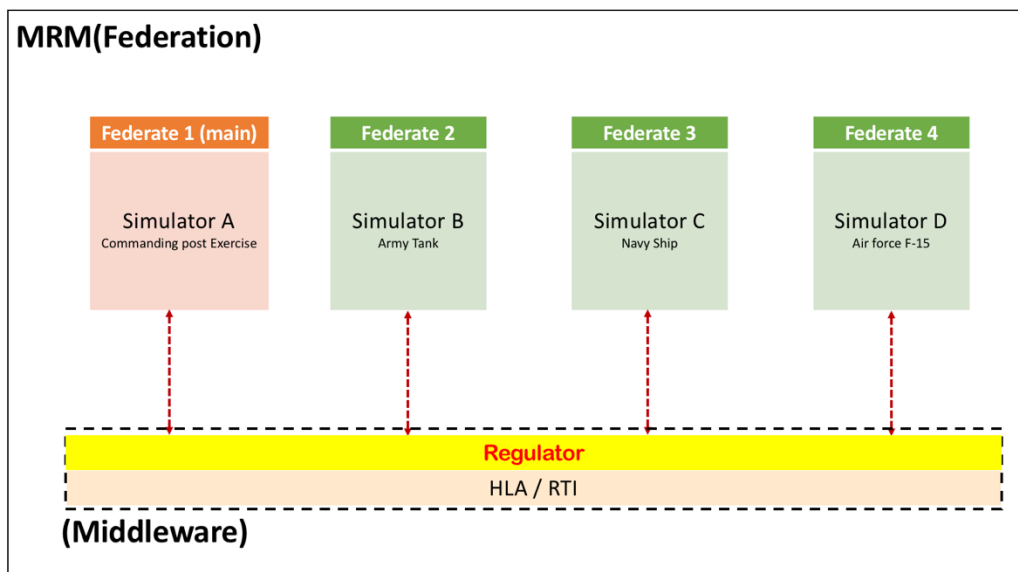 MRM(Federation)
Federate 1 (main)
Simulator A
Commanding post Exercise
Federate 2
Simulator B
Army Tank
Federate 3
Simulator C
Navy Ship
Federate 4
Simulator D
Air force F-15
Regulator
HLA / RTI
(Middleware)